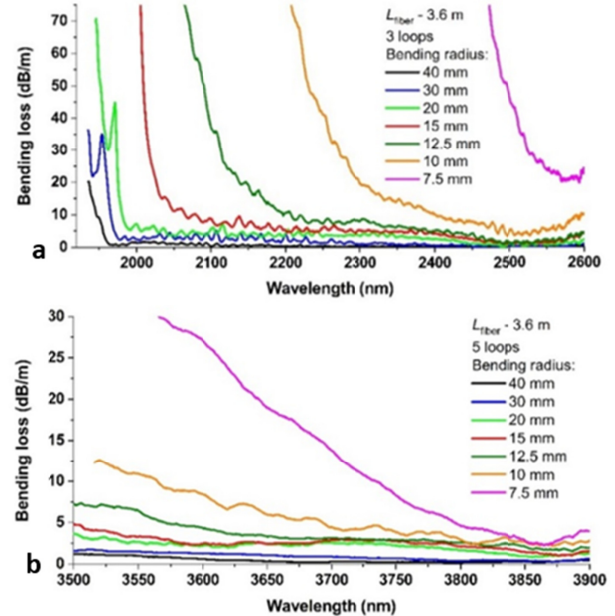 Bending loss (dB/m)
70
60
50
40
30
20
10
0
L fiber - 3.6 m
3 loops
Bending radius:
40 mm
30 mm
20 mm
15 mm
12.5 mm
10 mm
7.5 mm
a
2000 2100 2200 2300 2400 2500 2600
Wavelength (nm)
Bending loss (dB/m)
30
25
20
15
10
5
0
L fiber - 3.6 m
5 loops
Bending radius:
40 mm
30 mm
20 mm
15 mm
12.5 mm
10 mm
7.5 mm
b
3500 3550 3600 3650 3700 3750 3800 3850 3900
Wavelength (nm)